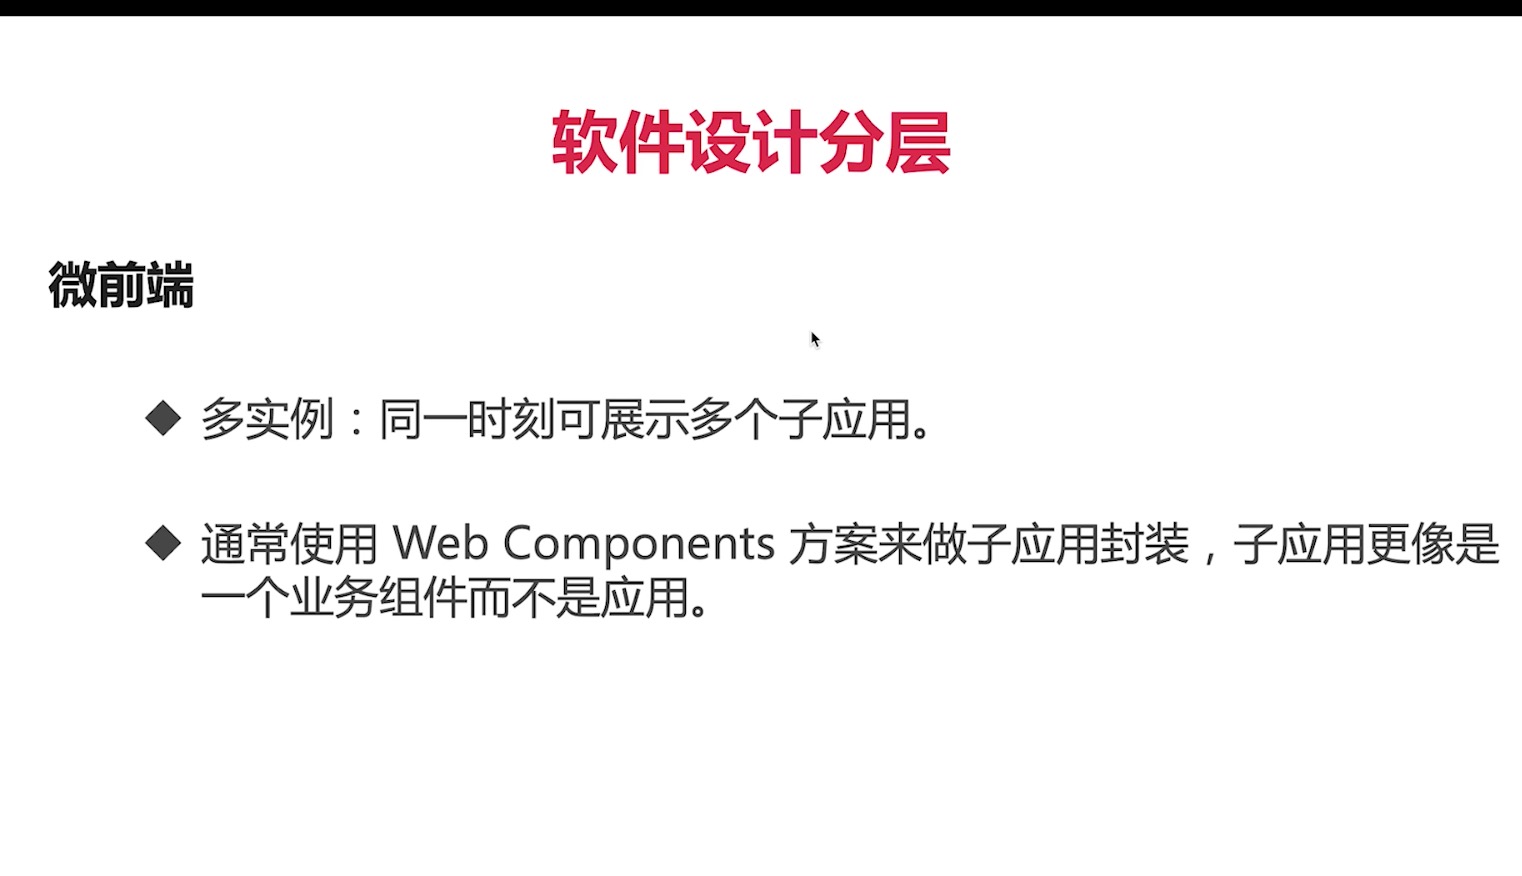 软件设计分层
微前端
◆ 多实例：同一时刻可展示多个子应用。
◆ 通常使用 Web Components 方案来做子应用封装，子应用更像是
一个业务组件而不是应用。